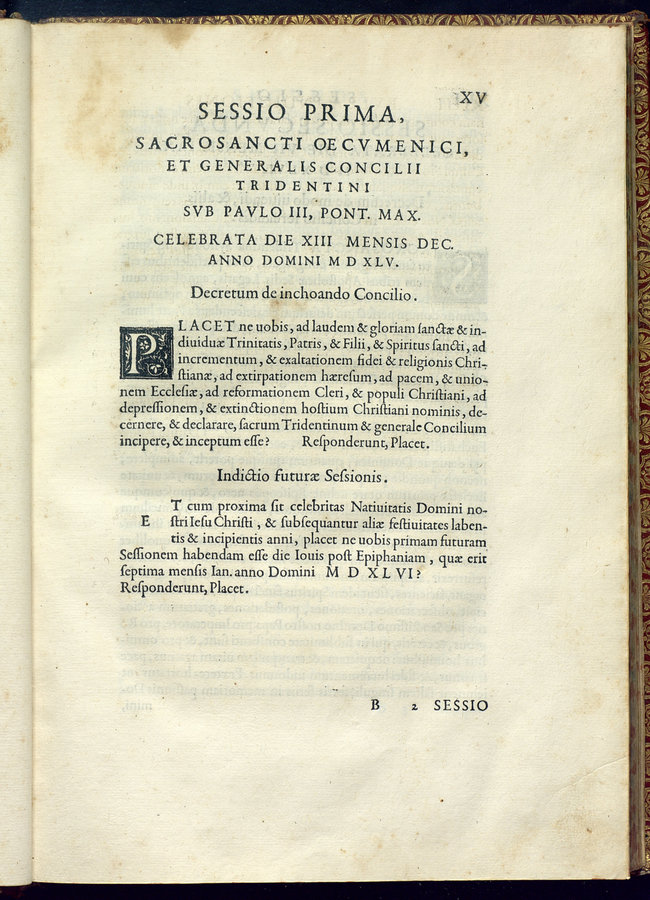 XV
SESSIO PRIMA,
SACROSANCTI OECVMENICI,
ET GENERALIS CONCILII
TRIDENTINI
SVB PAVLO III, PONT. MAX.
CELEBRATA DIE XIII MENSIS DEC.
ANNO DOMINI M D XLV.
Decretum de inchoando Concilio.
PLACET ne uobis, ad laudem & gloriam sanctæ & in-
diuiduæ Trinitatis, Patris, & Filii, & Spiritus sancti, ad
incrementum, & exaltationem fidei & religionis Chri-
stianæ, ad extirpationem hæresum, ad pacem, & unio-
nem Ecclesiæ, ad reformationem Cleri, & populi Christiani, ad
depressionem, & extinctionem hostium Christiani nominis, de-
cernere, & declarare, sacrum Tridentinum & generale Concilium
incipere, & inceptum esse? Responderunt, Placet.
Indictio futuræ Sessionis.
ET cum proxima sit celebritas Natiuitatis Domini no-
stri Iesu Christi, & subsequantur aliæ festiuitates laben-
tis & incipientis anni, placet ne uobis primam futuram
Sessionem habendam esse die Iouis post Epiphaniam, quæ erit
septima mensis Ian. anno Domini M D XLVI?
Responderunt, Placet.
B 2 SESSIO